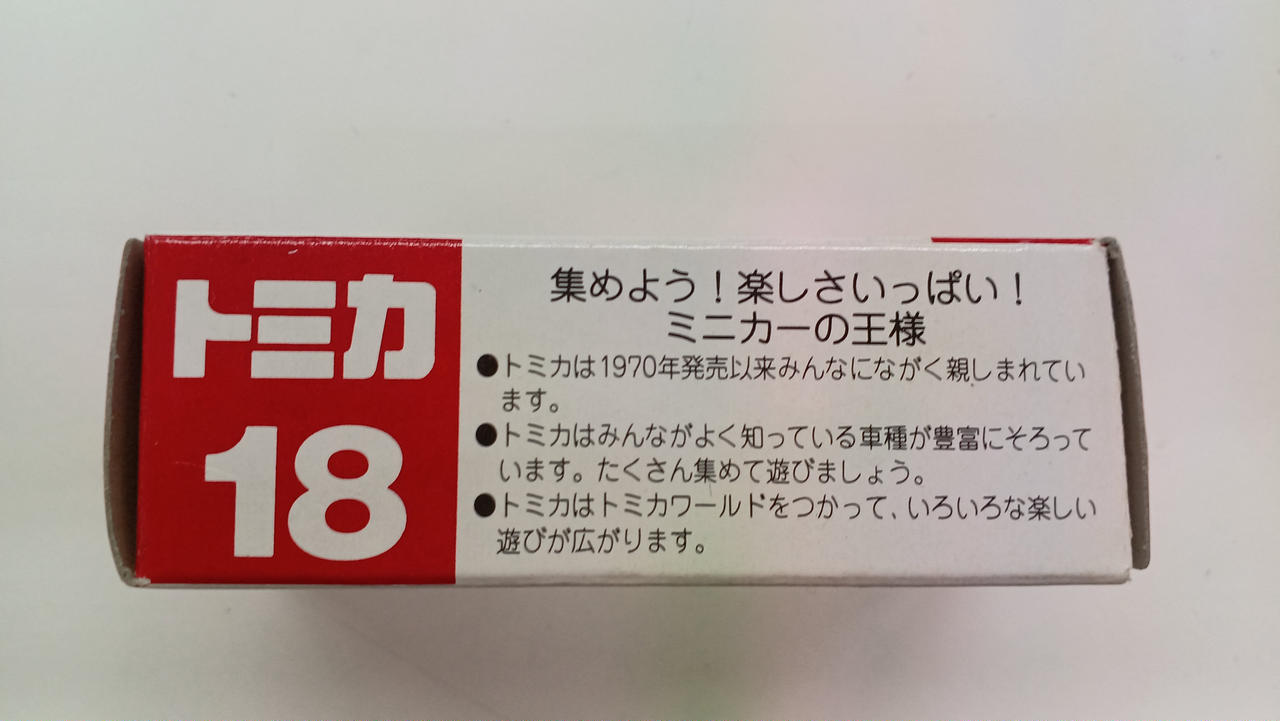 トミカ
18
集めよう！楽しさいっぱい！
ミニカーの王様
●トミカは1970年発売以来みんなにながく親しまれてい
ます。
●トミカはみんながよく知っている車種が豊富にそろって
います。たくさん集めて遊びましょう。
●トミカはトミカワールドをつかって、いろいろな楽しい
遊びが広がります。